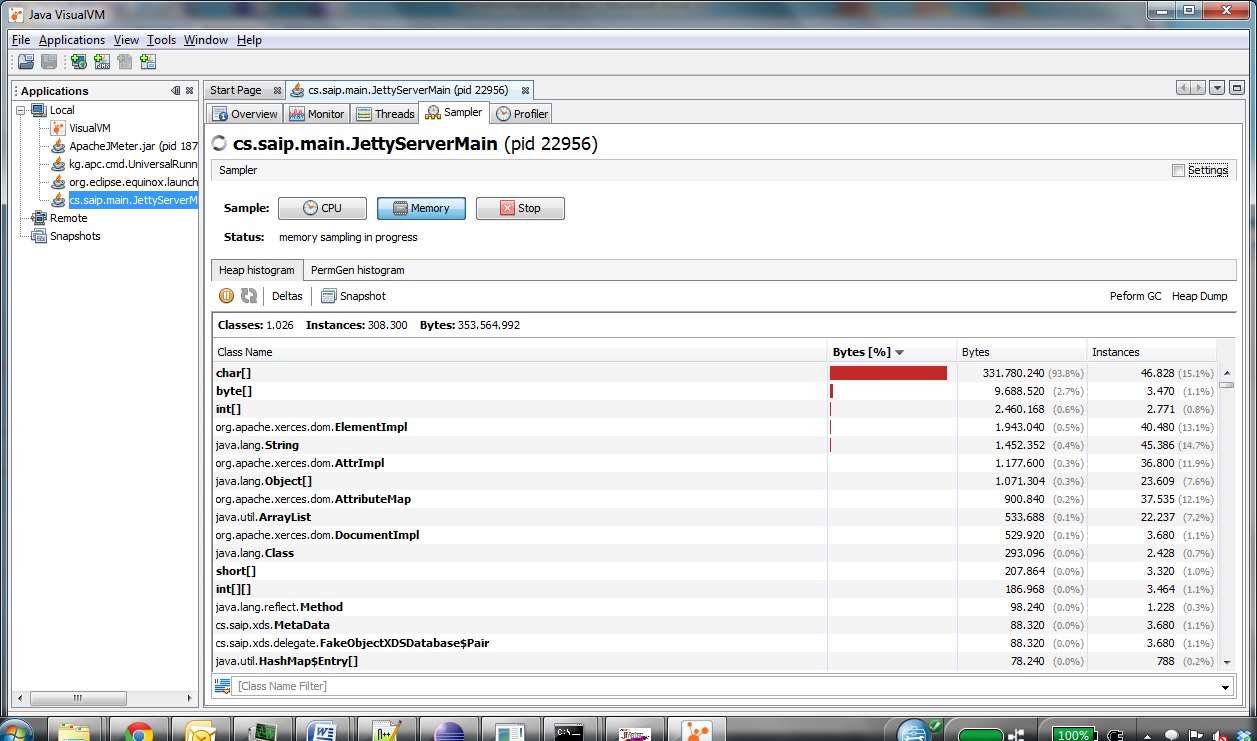 Java VisualVM
File Applications View Tools Window Help
Applications
Local
VisualVM
ApacheJMeter.jar (pid 187
kg.apc.cmd.UniversalRunn
org.eclipse.equinox.launch
cs.saip.main.JettyServerM
Remote
Snapshots
Start Page
cs.saip.main.JettyServerMain (pid 22956)
Overview Monitor Threads Sampler Profiler
cs.saip.main.JettyServerMain (pid 22956)
Sampler Settings
Sample: CPU Memory Stop
Status: memory sampling in progress
Heap histogram PermGen histogram
Deltas Snapshot Peform GC Heap Dump
Classes: 1.026 Instances: 308.300 Bytes: 353.564.992
Class Name Bytes [%] Bytes Instances
char[] 331.780.240 (93.8%) 46.828 (15.1%)
byte[] 9.688.520 (2.7%) 3.470 (1.1%)
int[] 2.460.168 (0.6%) 2.771 (0.8%)
org.apache.xerces.dom.ElementImpl 1.943.040 (0.5%) 40.480 (13.1%)
java.lang.String 1.452.352 (0.4%) 45.386 (14.7%)
org.apache.xerces.dom.AttrImpl 1.177.600 (0.3%) 36.800 (11.9%)
java.lang.Object[] 1.071.304 (0.3%) 23.609 (7.6%)
org.apache.xerces.dom.AttributeMap 900.840 (0.2%) 37.535 (12.1%)
java.util.ArrayList 533.688 (0.1%) 22.237 (7.2%)
org.apache.xerces.dom.DocumentImpl 529.920 (0.1%) 3.680 (1.1%)
java.lang.Class 293.096 (0.0%) 2.428 (0.7%)
short[] 207.864 (0.0%) 3.320 (1.0%)
int[][] 186.968 (0.0%) 3.464 (1.1%)
java.lang.reflect.Method 98.240 (0.0%) 1.228 (0.3%)
cs.saip.xds.MetaData 88.320 (0.0%) 3.680 (1.1%)
cs.saip.xds.delegate.FakeObjectXDSDatabase$Pair 88.320 (0.0%) 3.680 (1.1%)
java.util.HashMap$Entry[] 78.240 (0.0%) 788 (0.2%)
[Class Name Filter]
100%